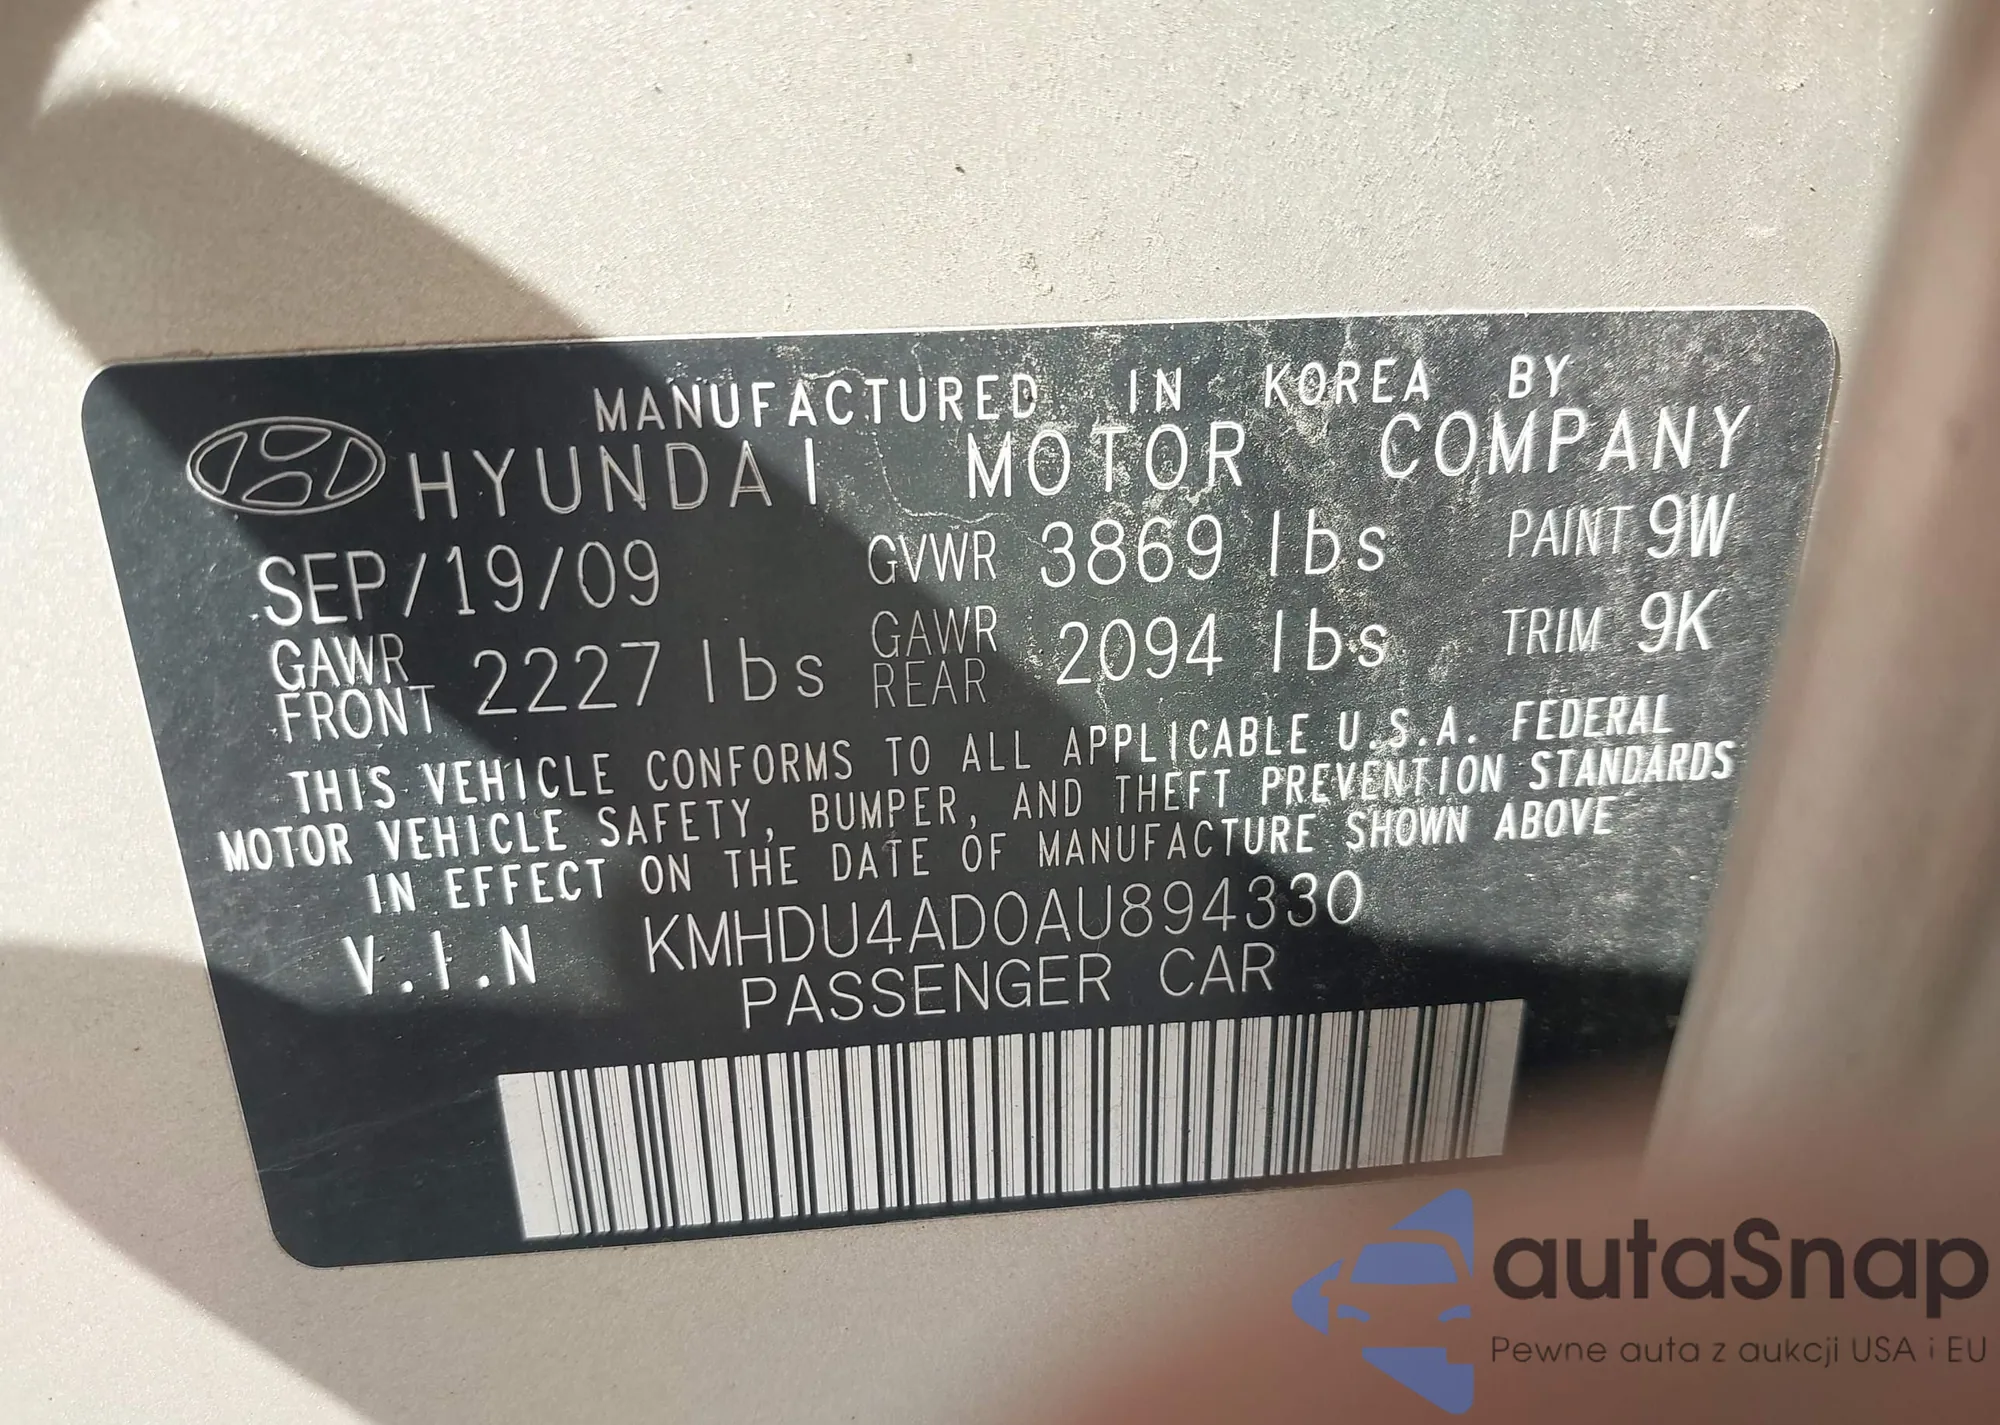 MANUFACTURED IN KOREA BY
HYUNDAI MOTOR COMPANY
SEP/19/09 GVWR 3869 lbs PAINT 9W
GAWR FRONT 2227 lbs GAWR REAR 2094 lbs TRIM 9K
THIS VEHICLE CONFORMS TO ALL APPLICABLE U.S.A. FEDERAL
MOTOR VEHICLE SAFETY, BUMPER, AND THEFT PREVENTION STANDARDS
IN EFFECT ON THE DATE OF MANUFACTURE SHOWN ABOVE
V.I.N KMHDU4AD0AU894330
PASSENGER CAR
autaSnap
Pewne auta z aukcji USA i EU